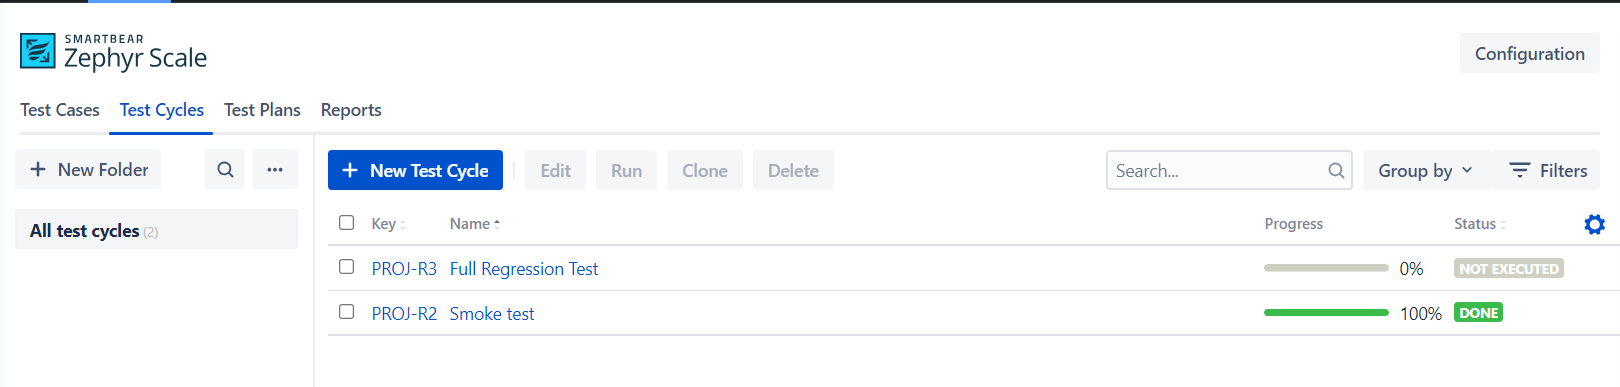 SMARTBEAR
Zephyr Scale
Configuration
Test Cases Test Cycles Test Plans Reports
+ New Folder ... + New Test Cycle Edit Run Clone Delete Search... Group by Filters
All test cycles (2)
Key Name Progress Status
PROJ-R3 Full Regression Test 0% NOT EXECUTED
PROJ-R2 Smoke test 100% DONE